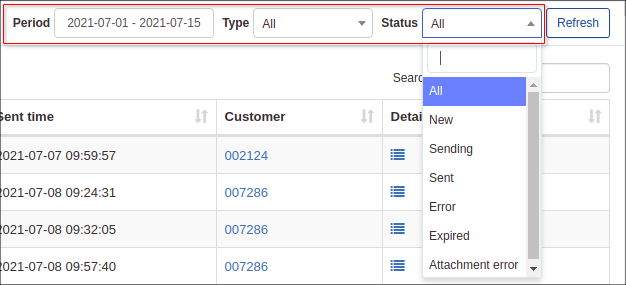 Period 2021-07-01 - 2021-07-15 Type All Status All Refresh
Sear
All
Sent time Customer Detai
New
2021-07-07 09:59:57 002124
Sending
2021-07-08 09:24:31 007286
Sent
Error
2021-07-08 09:32:05 007286
Expired
2021-07-08 09:57:40 007286
Attachment error